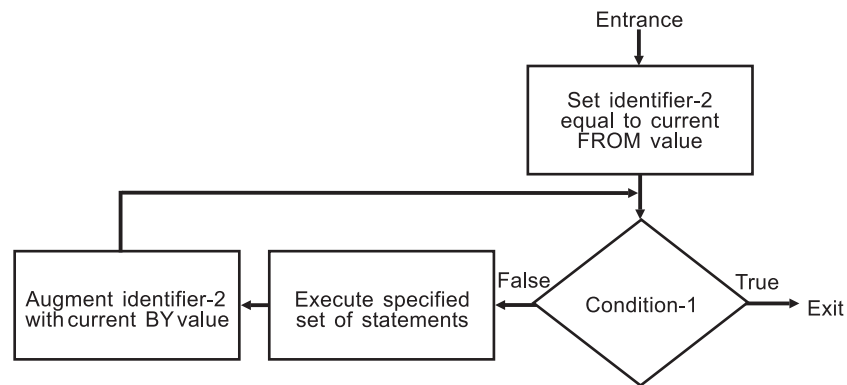 Entrance
Set identifier-2
equal to current
FROM value
False
True
Augment identifier-2
with current BY value
Execute specified
set of statements
Condition-1
Exit